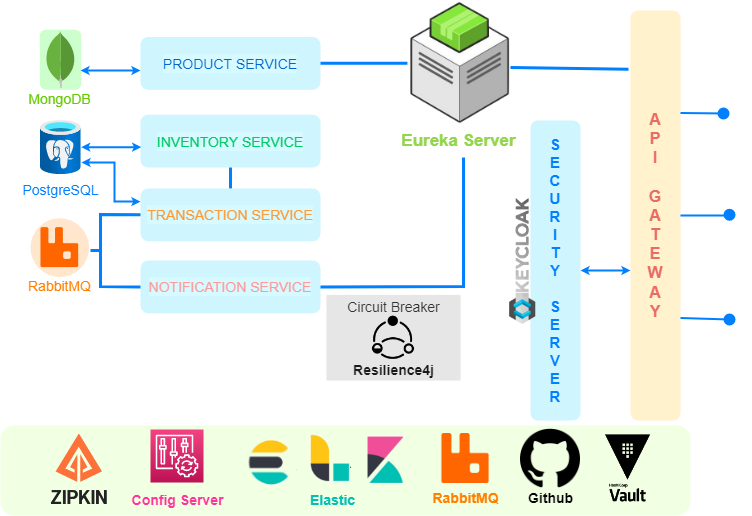 PRODUCT SERVICE
MongoDB
Eureka Server
INVENTORY SERVICE
PostgreSQL
TRANSACTION SERVICE
RabbitMQ
NOTIFICATION SERVICE
Circuit Breaker
Resilience4j
KEYCLOAK
SECURITY SERVER
API GATEWAY
ZIPKIN
Config Server
Elastic
RabbitMQ
Github
HashiCorp
Vault